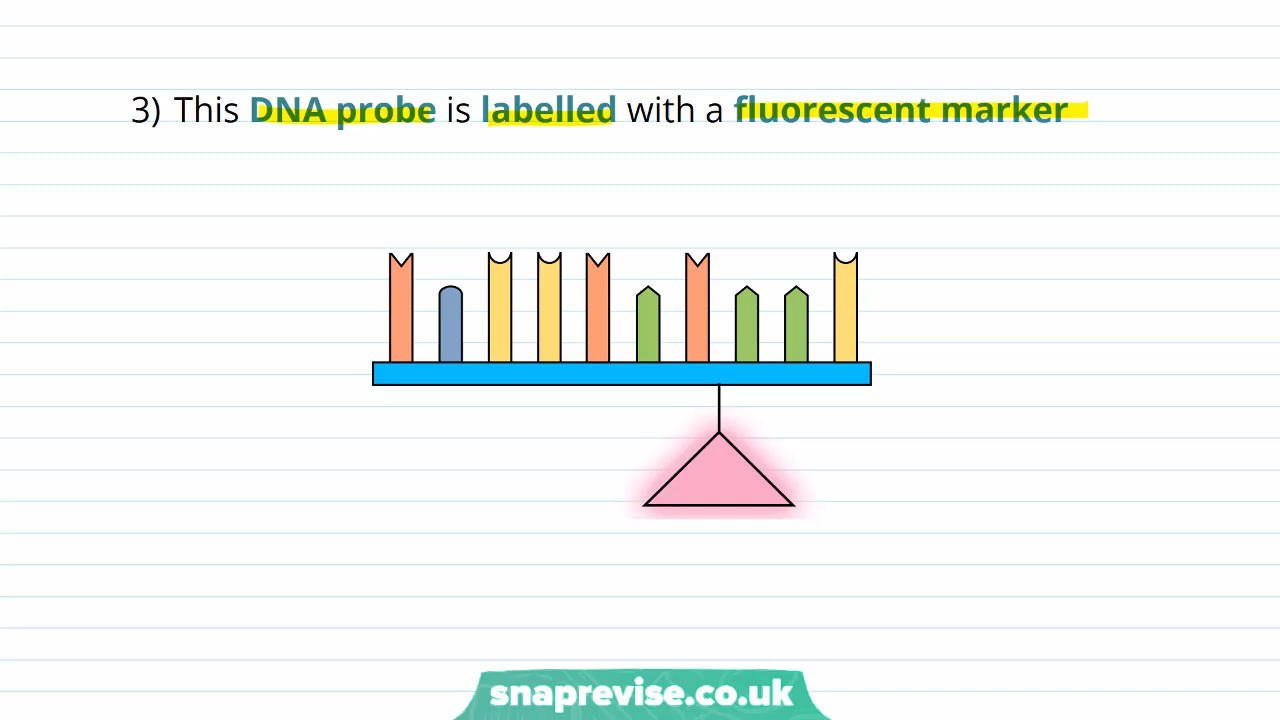 3) This DNA probe is labelled with a fluorescent marker
snaprevise.co.uk